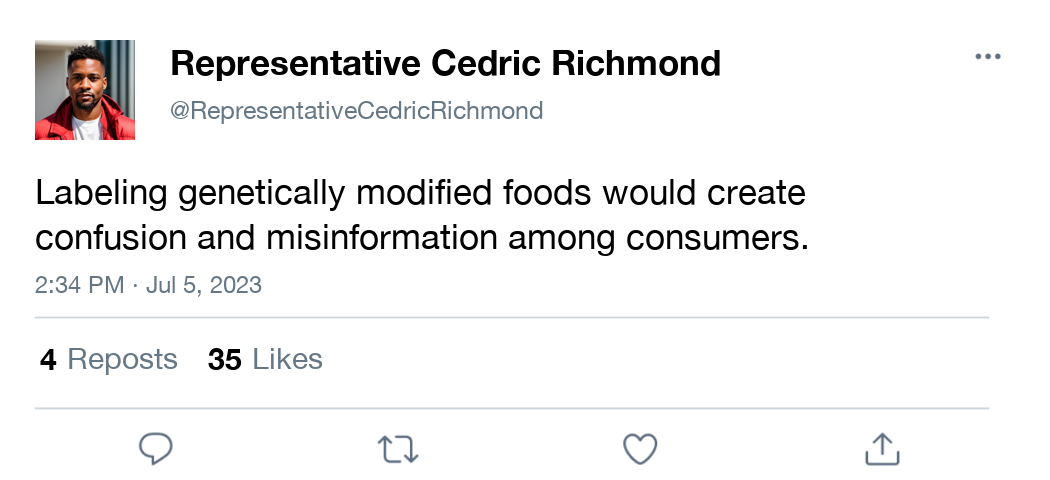 Representative Cedric Richmond
@RepresentativeCedricRichmond
Labeling genetically modified foods would create
confusion and misinformation among consumers.
2:34 PM · Jul 5, 2023
4 Reposts 35 Likes